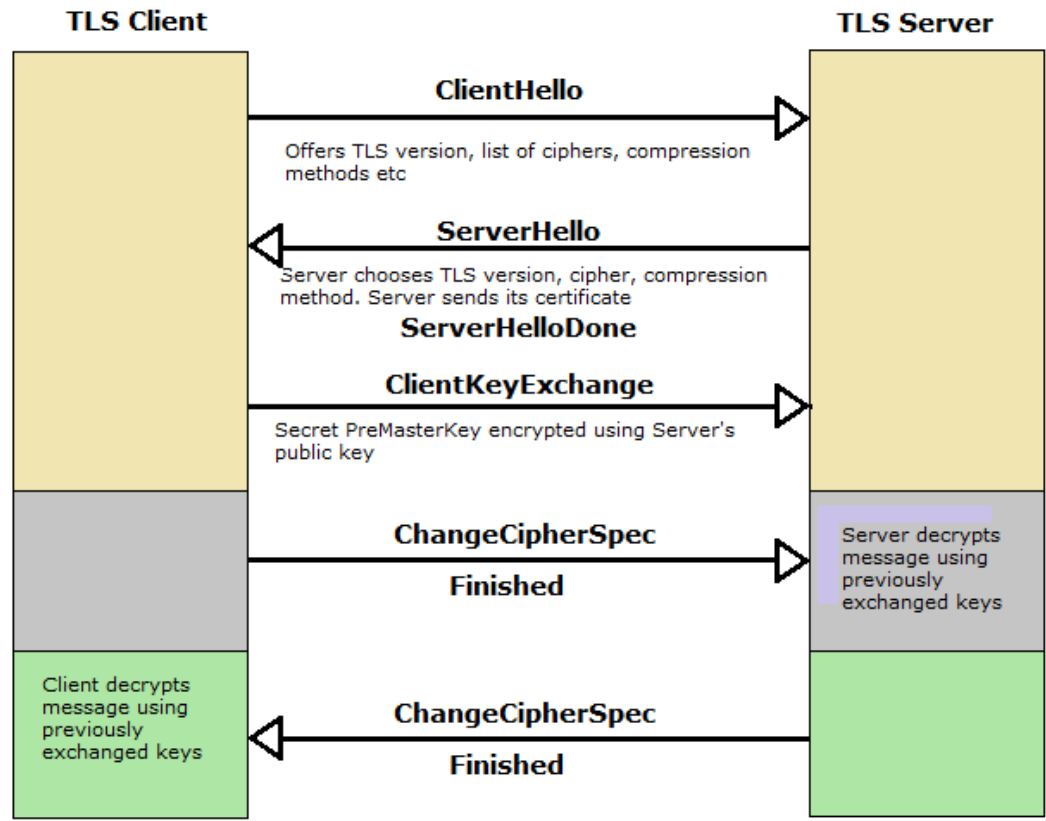 TLS Client
TLS Server
ClientHello
Offers TLS version, list of ciphers, compression
methods etc
ServerHello
Server chooses TLS version, cipher, compression
method. Server sends its certificate
ServerHelloDone
ClientKeyExchange
Secret PreMasterKey encrypted using Server's
public key
ChangeCipherSpec
Finished
Server decrypts
message using
previously
exchanged keys
Client decrypts
message using
previously
exchanged keys
ChangeCipherSpec
Finished